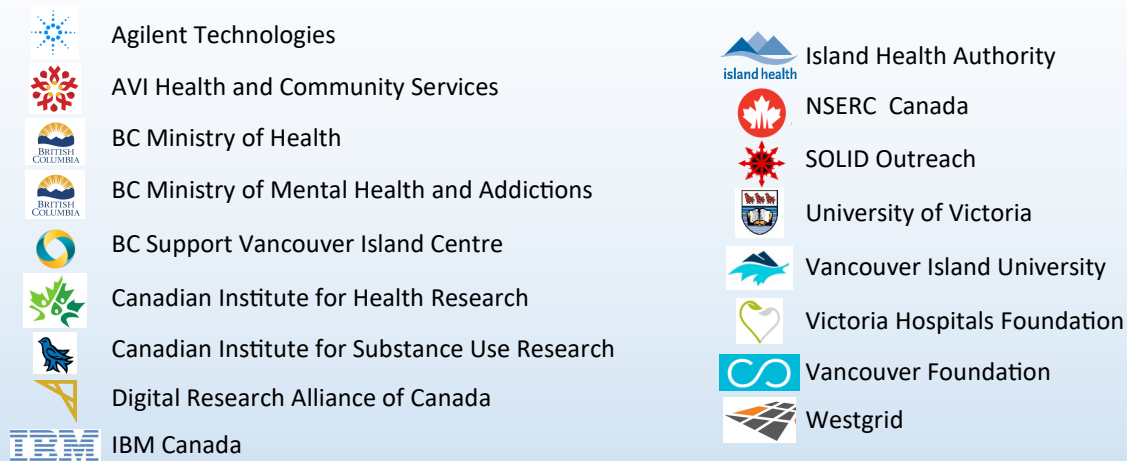 Agilent Technologies
AVI Health and Community Services
BRITISH
COLUMBIA
BC Ministry of Health
BRITISH
COLUMBIA
BC Ministry of Mental Health and Addictions
BC Support Vancouver Island Centre
Canadian Institute for Health Research
Canadian Institute for Substance Use Research
Digital Research Alliance of Canada
IBM
IBM Canada
island health
Island Health Authority
NSERC Canada
SOLID Outreach
University of Victoria
Vancouver Island University
Victoria Hospitals Foundation
Vancouver Foundation
Westgrid